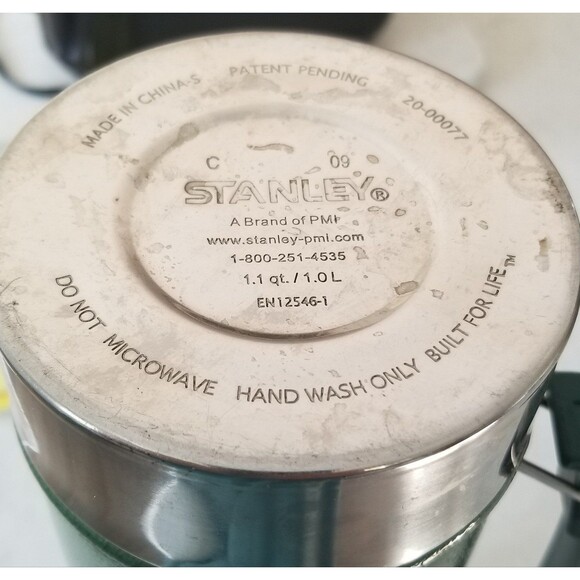 MADE IN CHINA-S PATENT PENDING 20-00077
C 09
STANLEY®
A Brand of PMI
www.stanley-pmi.com
1-800-251-4535
1.1 qt. / 1.0 L
EN12546-1
DO NOT MICROWAVE HAND WASH ONLY BUILT FOR LIFE™